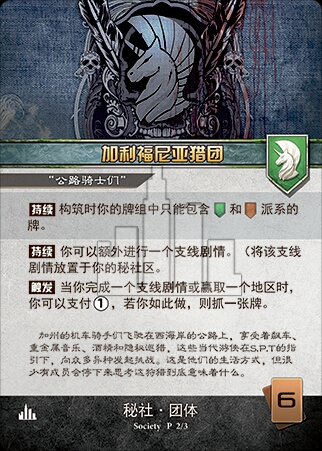 加利福尼亚猎团
“公路骑士们”
持续 构筑时你的牌组中只能包含 和 派系的
牌。
持续 你可以额外进行一个支线剧情。（将该支线
剧情放置于你的秘社区。
触发 当你完成一个支线剧情或赢取一个地区时，
你可以支付①，若你如此做，则抓一张牌。
加州的机车骑手们飞驰在西海岸的公路上，享受着飙车、
重金属音乐、酒精和隐秘巡猎，这些当代游侠在S.P.T的指
引下，向众多异种发起挑战。这是他们的生活方式，但很
少有成员会停下来思考这狩猎到底意味着什么。
秘社·团体
Society P 2/3
6